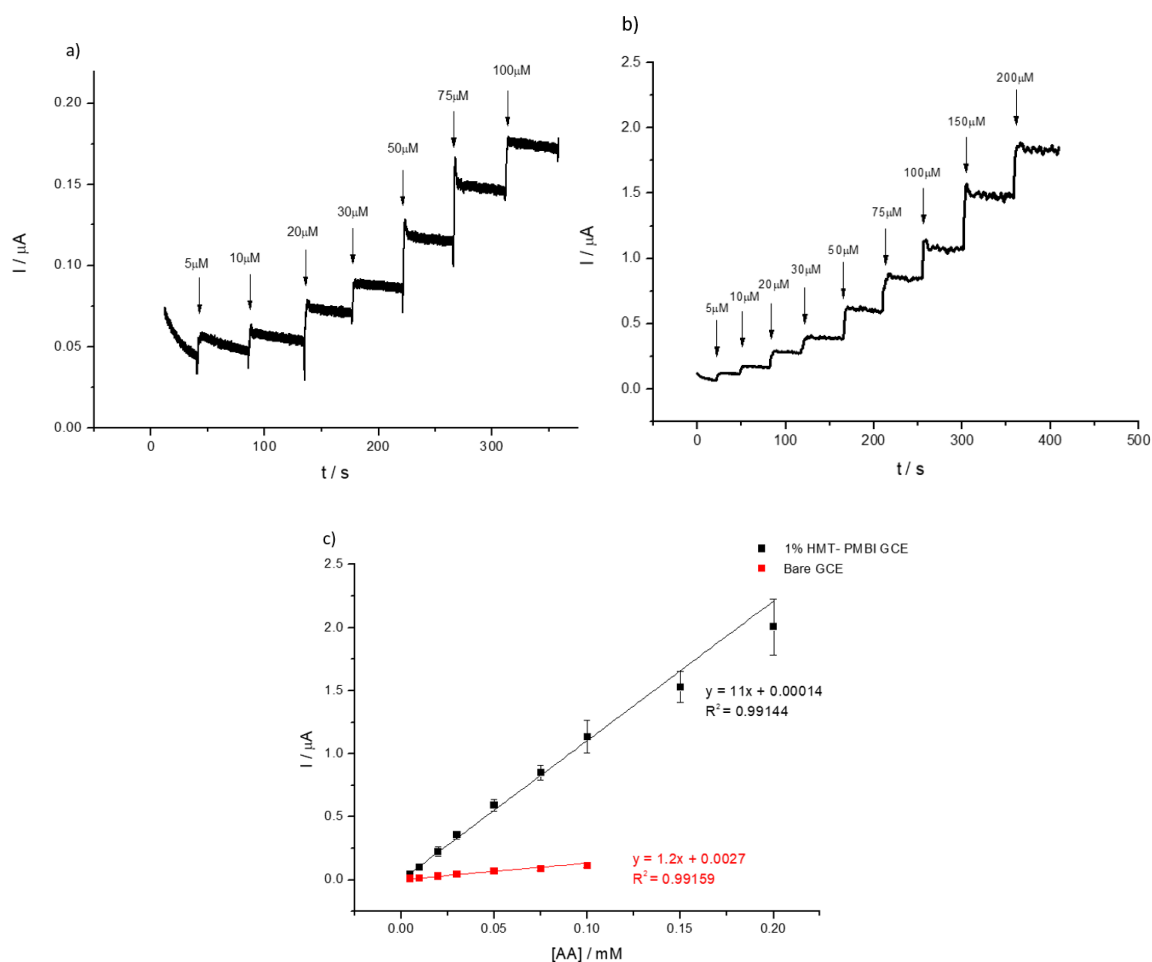 a)
I / μA
0.20
0.15
0.10
0.05
0.00
5μM
10μM
20μM
30μM
50μM
75μM
100μM
0
100
200
300
t / s
b)
I / μA
2.5
2.0
1.5
1.0
0.5
0.0
5μM
10μM
20μM
30μM
50μM
75μM
100μM
150μM
200μM
0
100
200
300
400
500
t / s
c)
1% HMT- PMBI GCE
Bare GCE
I / μA
2.5
2.0
1.5
1.0
0.5
0.0
y = 11x + 0.00014
R² = 0.99144
y = 1.2x + 0.0027
R² = 0.99159
0.00
0.05
0.10
0.15
0.20
[AA] / mM